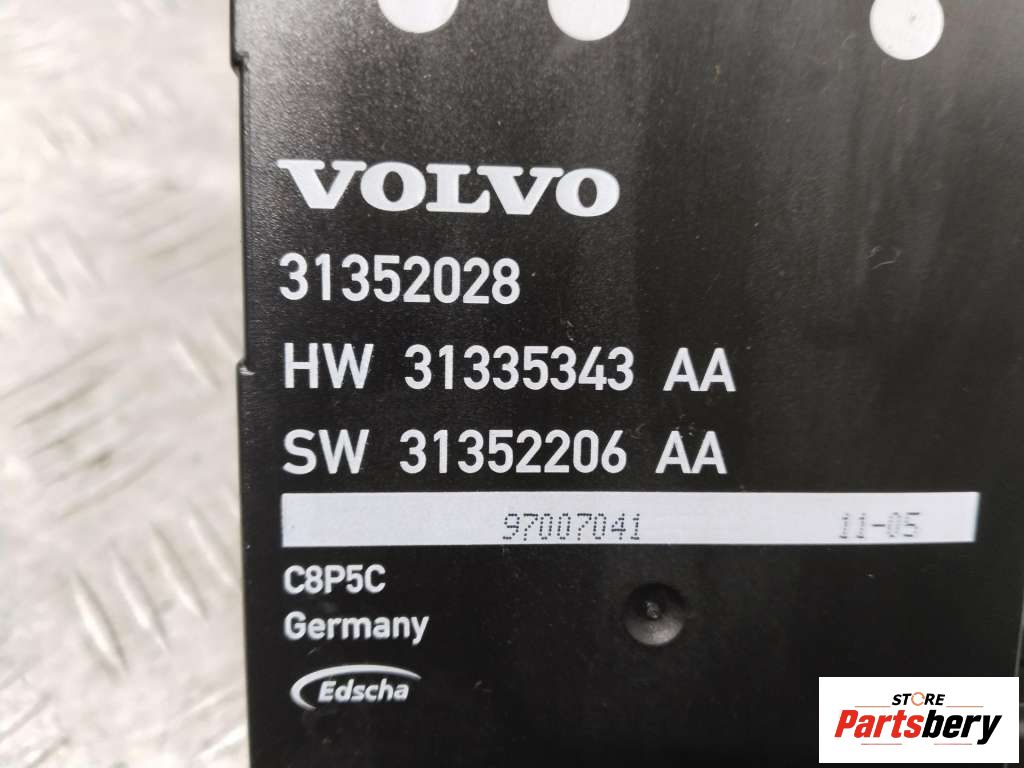 VOLVO
31352028
HW 31335343 AA
SW 31352206 AA
97007041 11-05
C8P5C
Germany
Edscha
STORE
Partsbery